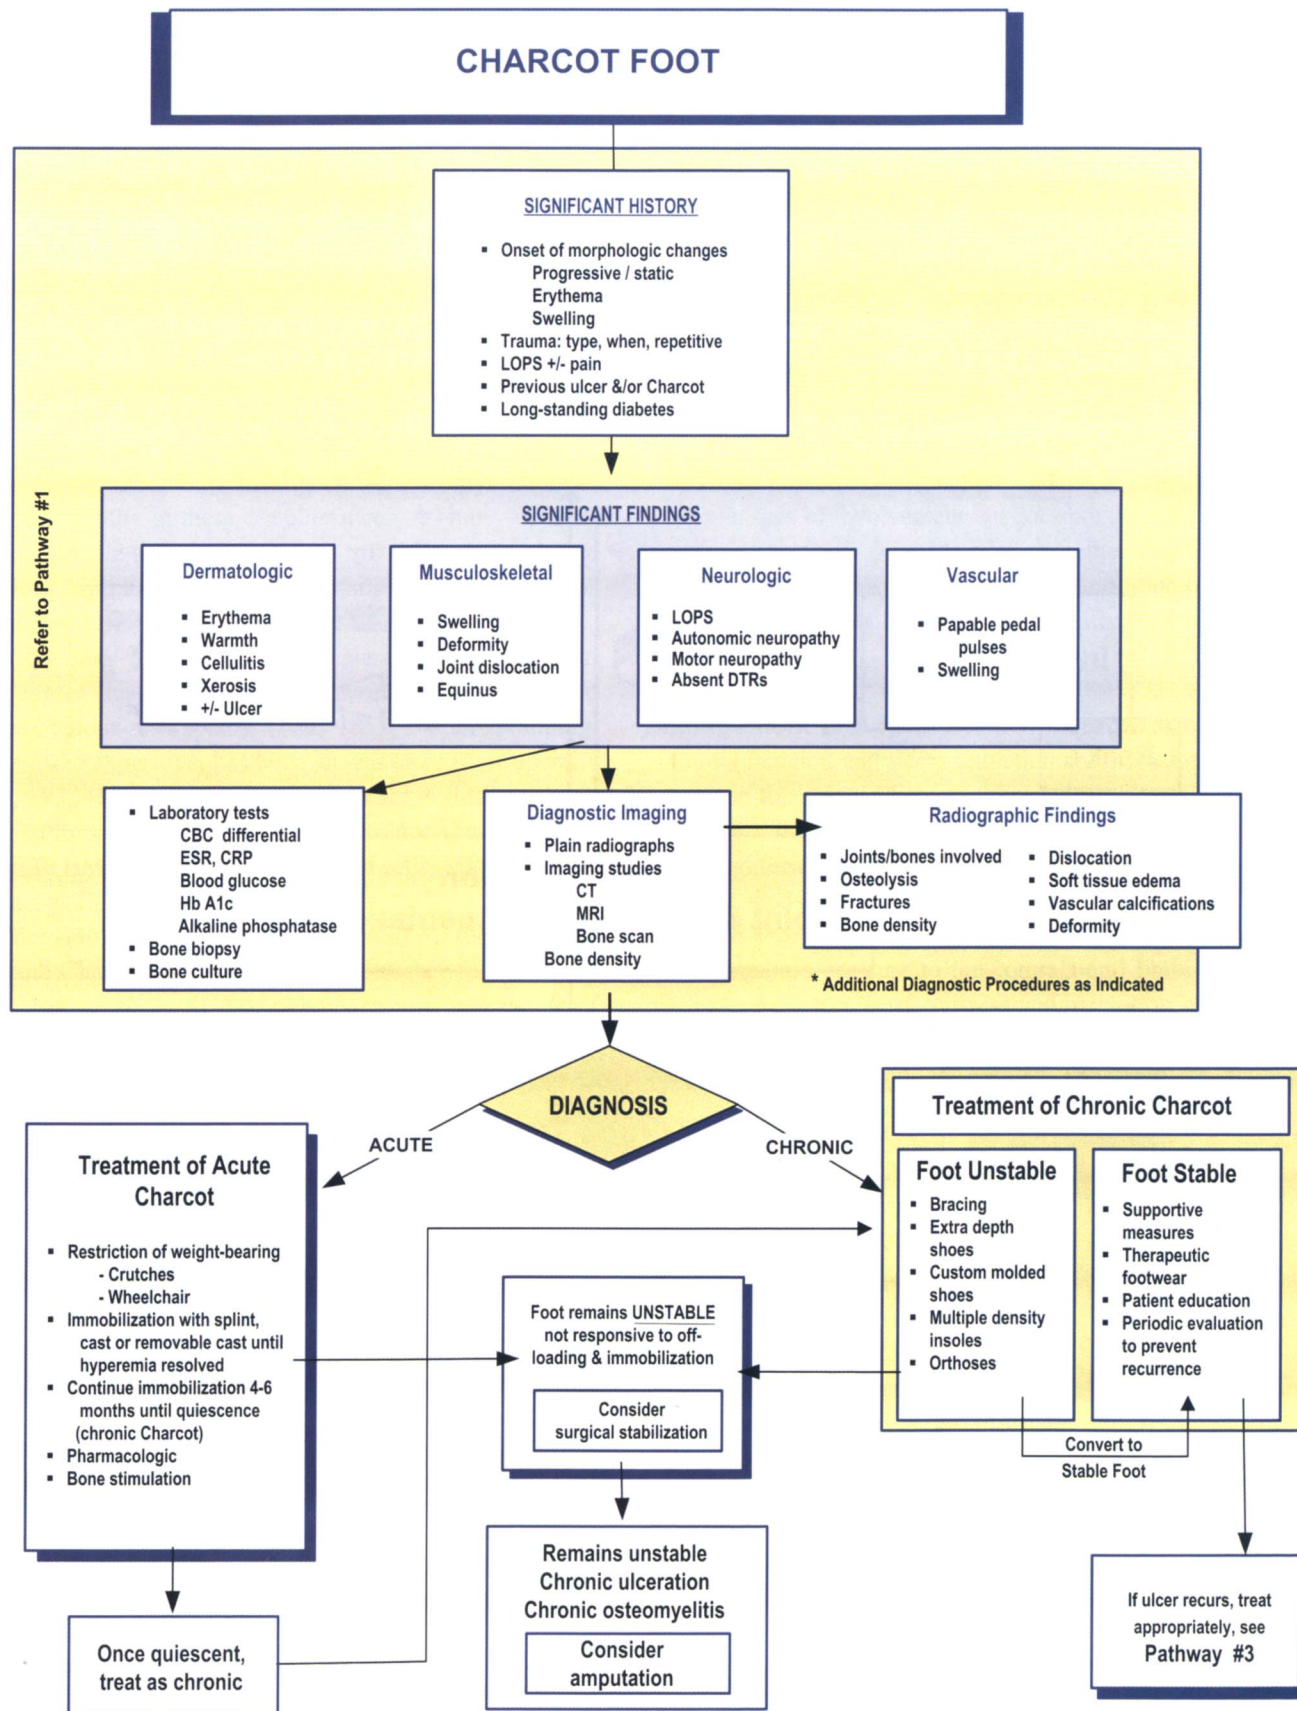 CHARCOT FOOT
SIGNIFICANT HISTORY
▪ Onset of morphologic changes
Progressive / static
Erythema
Swelling
▪ Trauma: type, when, repetitive
▪ LOPS +/- pain
▪ Previous ulcer &/or Charcot
▪ Long-standing diabetes
Refer to Pathway #1
SIGNIFICANT FINDINGS
Dermatologic
▪ Erythema
▪ Warmth
▪ Cellulitis
▪ Xerosis
▪ +/- Ulcer
Musculoskeletal
▪ Swelling
▪ Deformity
▪ Joint dislocation
▪ Equinus
Neurologic
▪ LOPS
▪ Autonomic neuropathy
▪ Motor neuropathy
▪ Absent DTRs
Vascular
▪ Papable pedal
pulses
▪ Swelling
▪ Laboratory tests
CBC differential
ESR, CRP
Blood glucose
Hb A1c
Alkaline phosphatase
▪ Bone biopsy
▪ Bone culture
Diagnostic Imaging
▪ Plain radiographs
▪ Imaging studies
CT
MRI
Bone scan
Bone density
Radiographic Findings
▪ Joints/bones involved
▪ Osteolysis
▪ Fractures
▪ Bone density
▪ Dislocation
▪ Soft tissue edema
▪ Vascular calcifications
▪ Deformity
* Additional Diagnostic Procedures as Indicated
DIAGNOSIS
ACUTE
CHRONIC
Treatment of Acute
Charcot
▪ Restriction of weight-bearing
- Crutches
- Wheelchair
▪ Immobilization with splint,
cast or removable cast until
hyperemia resolved
▪ Continue immobilization 4-6
months until quiescence
(chronic Charcot)
▪ Pharmacologic
▪ Bone stimulation
Once quiescent,
treat as chronic
Foot remains UNSTABLE
not responsive to off-
loading & immobilization
Consider
surgical stabilization
Remains unstable
Chronic ulceration
Chronic osteomyelitis
Consider
amputation
Treatment of Chronic Charcot
Foot Unstable
▪ Bracing
▪ Extra depth
shoes
▪ Custom molded
shoes
▪ Multiple density
insoles
▪ Orthoses
Foot Stable
▪ Supportive
measures
▪ Therapeutic
footwear
▪ Patient education
▪ Periodic evaluation
to prevent
recurrence
Convert to
Stable Foot
If ulcer recurs, treat
appropriately, see
Pathway #3